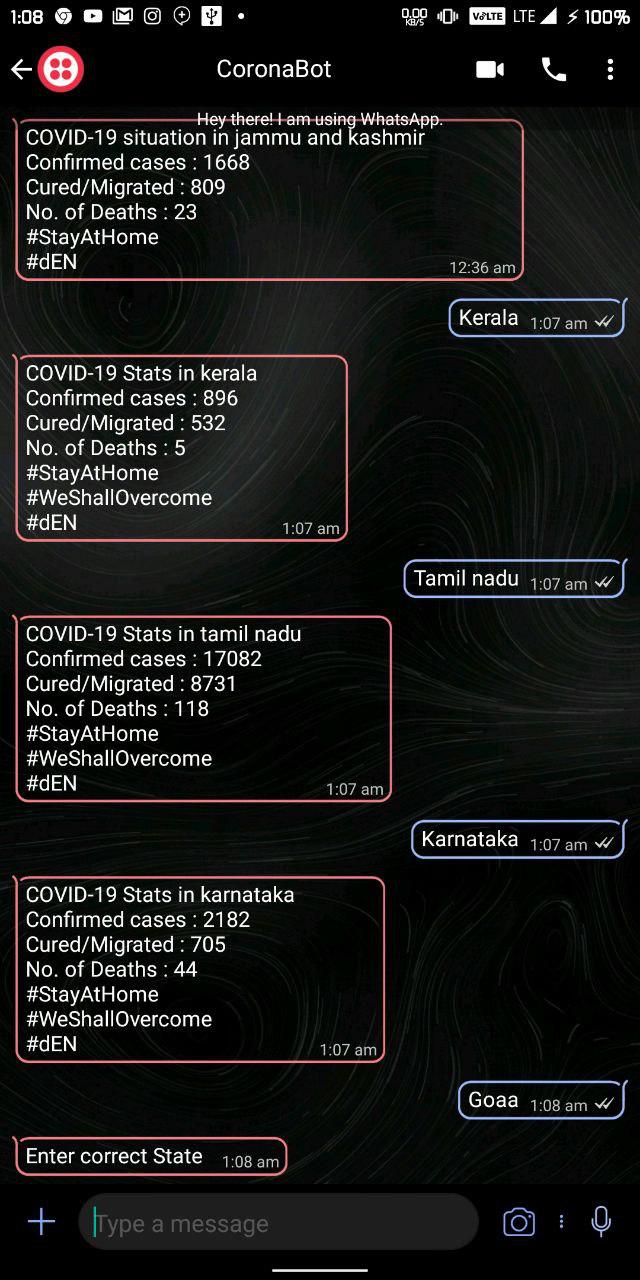 1:08
0.00 KB/S
VoLTE LTE
100%
CoronaBot
Hey there! I am using WhatsApp.
COVID-19 situation in jammu and kashmir
Confirmed cases : 1668
Cured/Migrated : 809
No. of Deaths : 23
#StayAtHome
#dEN
12:36 am
Kerala 1:07 am
COVID-19 Stats in kerala
Confirmed cases : 896
Cured/Migrated : 532
No. of Deaths : 5
#StayAtHome
#WeShallOvercome
#dEN
1:07 am
Tamil nadu 1:07 am
COVID-19 Stats in tamil nadu
Confirmed cases : 17082
Cured/Migrated : 8731
No. of Deaths : 118
#StayAtHome
#WeShallOvercome
#dEN
1:07 am
Karnataka 1:07 am
COVID-19 Stats in karnataka
Confirmed cases : 2182
Cured/Migrated : 705
No. of Deaths : 44
#StayAtHome
#WeShallOvercome
#dEN
1:07 am
Goaa 1:08 am
Enter correct State 1:08 am
Type a message